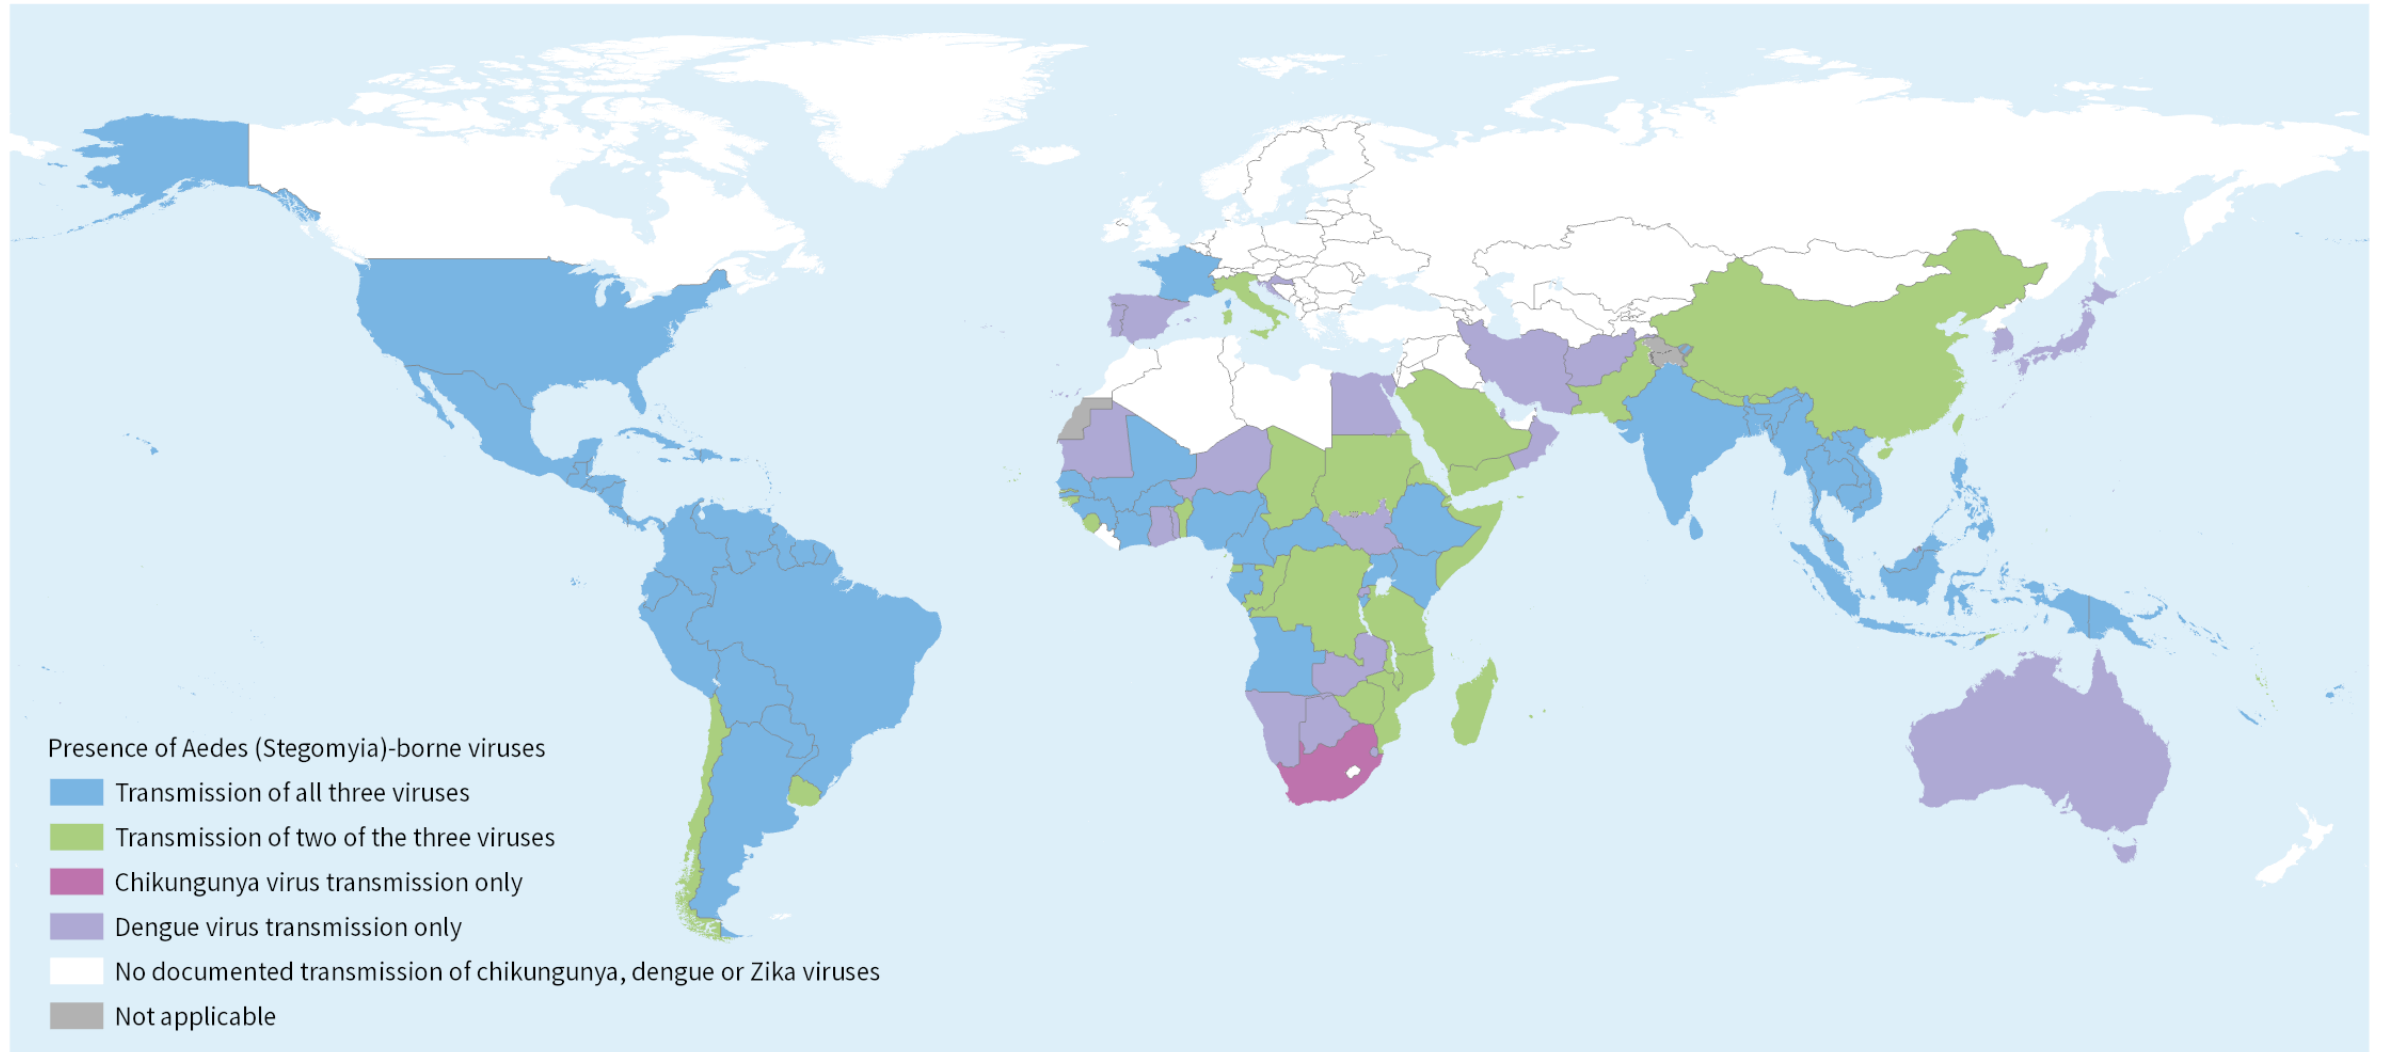 Presence of Aedes (Stegomyia)-borne viruses
Transmission of all three viruses
Transmission of two of the three viruses
Chikungunya virus transmission only
Dengue virus transmission only
No documented transmission of chikungunya, dengue or Zika viruses
Not applicable